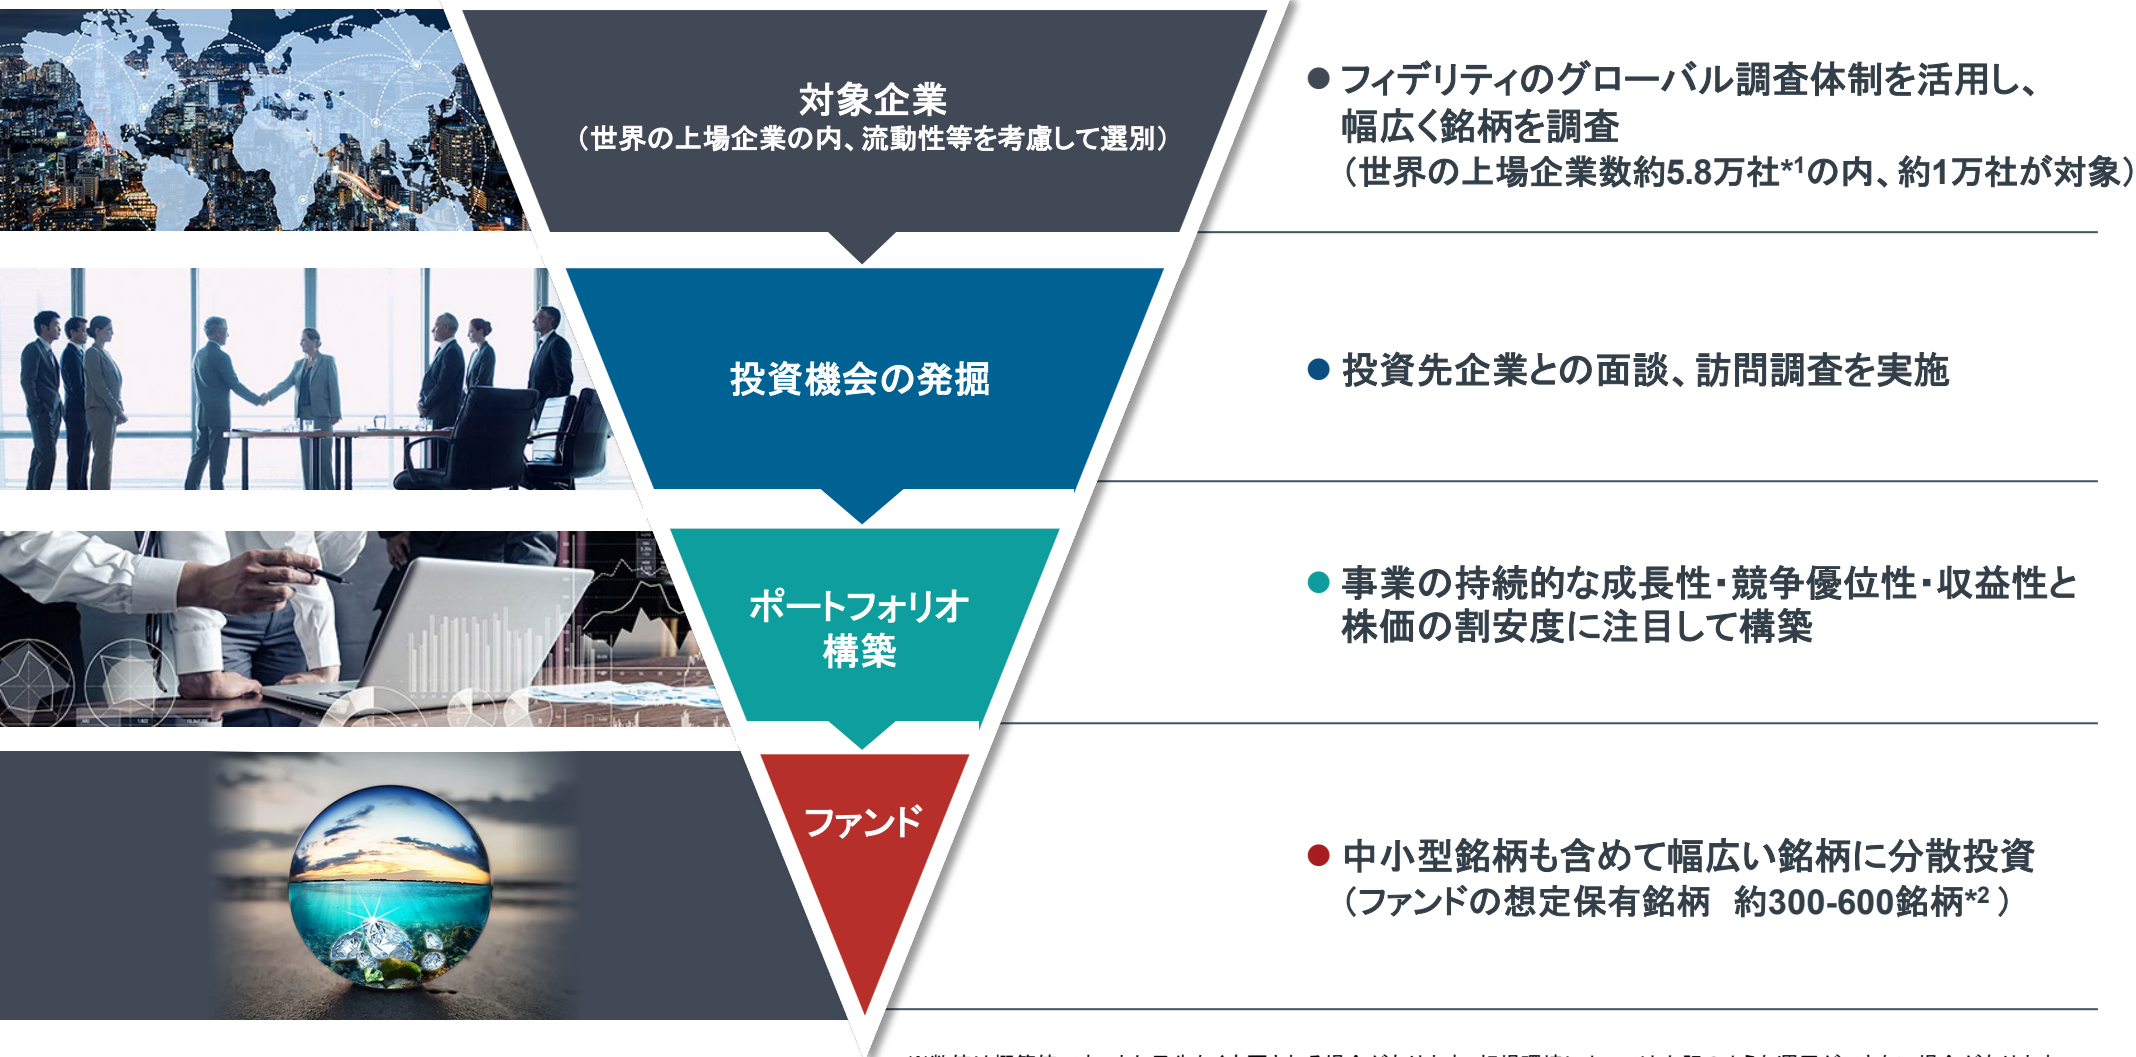 対象企業
（世界の上場企業の内、流動性等を考慮して選別）
●フィデリティのグローバル調査体制を活用し、
幅広く銘柄を調査
（世界の上場企業数約5.8万社*1の内、約1万社が対象）
投資機会の発掘
●投資先企業との面談、訪問調査を実施
ポートフォリオ
構築
●事業の持続的な成長性・競争優位性・収益性と
株価の割安度に注目して構築
ファンド
●中小型銘柄も含めて幅広い銘柄に分散投資
（ファンドの想定保有銘柄　約300-600銘柄*2 ）